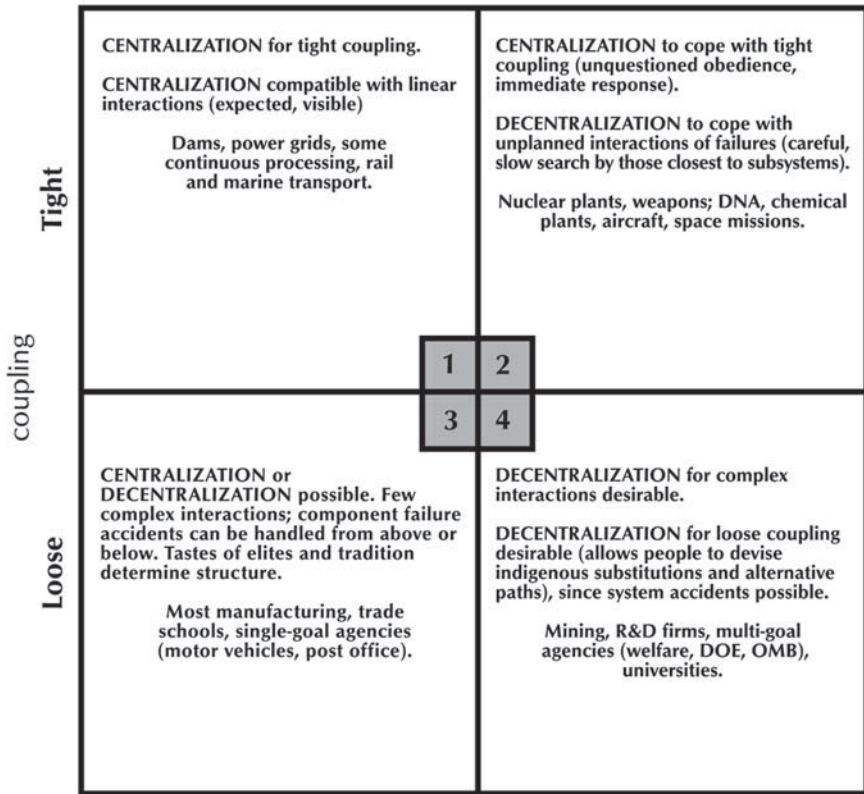 coupling
Tight
CENTRALIZATION for tight coupling.
CENTRALIZATION compatible with linear
interactions (expected, visible)
Dams, power grids, some
continuous processing, rail
and marine transport.
CENTRALIZATION to cope with tight
coupling (unquestioned obedience,
immediate response).
DECENTRALIZATION to cope with
unplanned interactions of failures (careful,
slow search by those closest to subsystems).
Nuclear plants, weapons; DNA, chemical
plants, aircraft, space missions.
1
2
3
4
Loose
CENTRALIZATION or
DECENTRALIZATION possible. Few
complex interactions; component failure
accidents can be handled from above or
below. Tastes of elites and tradition
determine structure.
Most manufacturing, trade
schools, single-goal agencies
(motor vehicles, post office).
DECENTRALIZATION for complex
interactions desirable.
DECENTRALIZATION for loose coupling
desirable (allows people to devise
indigenous substitutions and alternative
paths), since system accidents possible.
Mining, R&D firms, multi-goal
agencies (welfare, DOE, OMB),
universities.